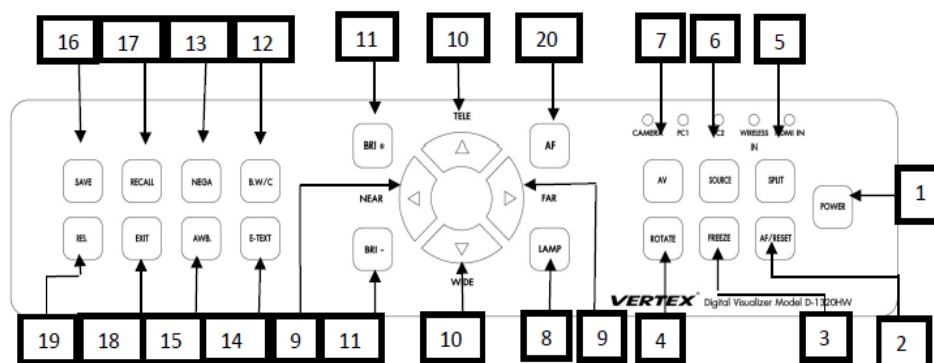 16 17 13 12 11 10 20 7 6 5
TELE
CAMERA PC1 C2 WIRELESS IN HDMI IN
BRI + AF
SAVE RECALL NEGA B.W/C AV SOURCE SPLIT
NEAR FAR
POWER 1
RES. EXIT AWB. E-TEXT BRI - LAMP ROTATE FREEZE AF/RESET
WIDE
VERTEX® Digital Visualizer Model D-1320HW
19 18 15 14 9 11 10 8 9 4 3 2